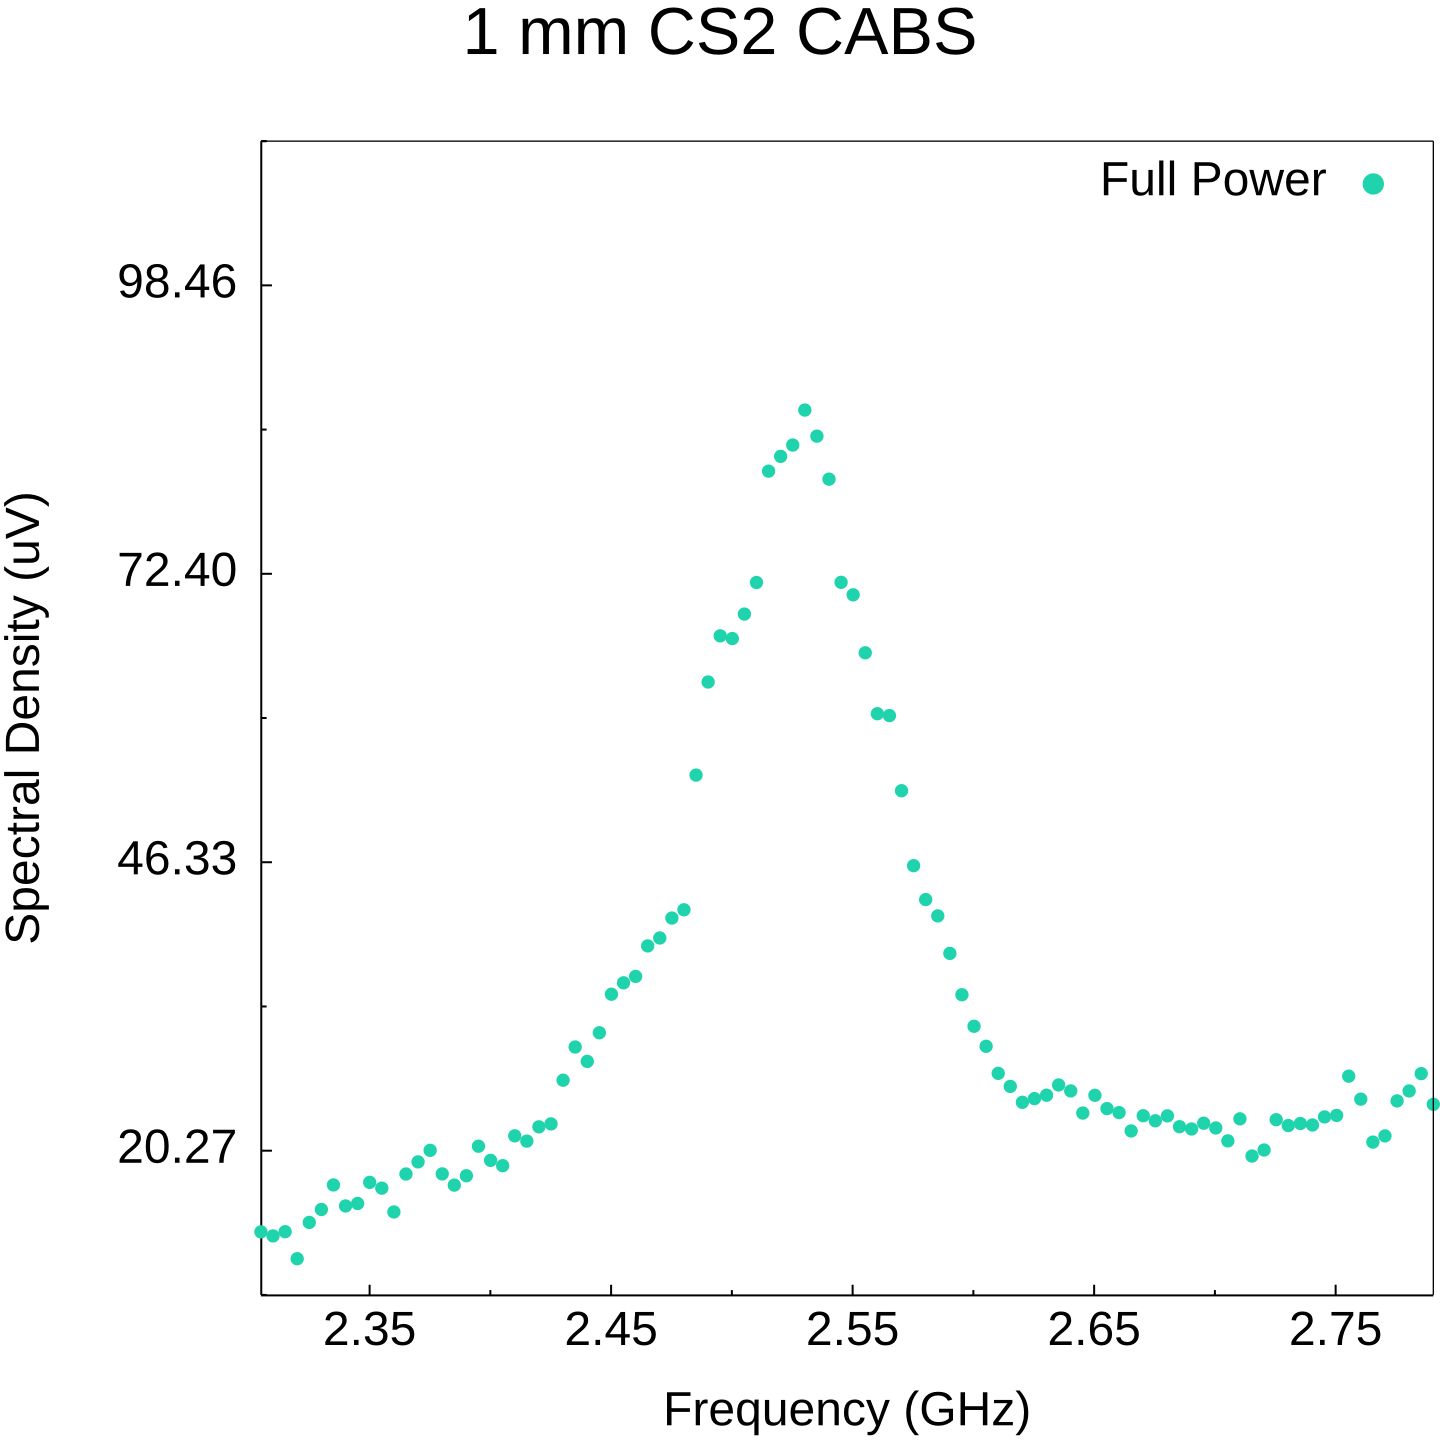 1 mm CS2 CABS
Full Power
98.46
72.40
46.33
20.27
Spectral Density (uV)
2.35 2.45 2.55 2.65 2.75
Frequency (GHz)